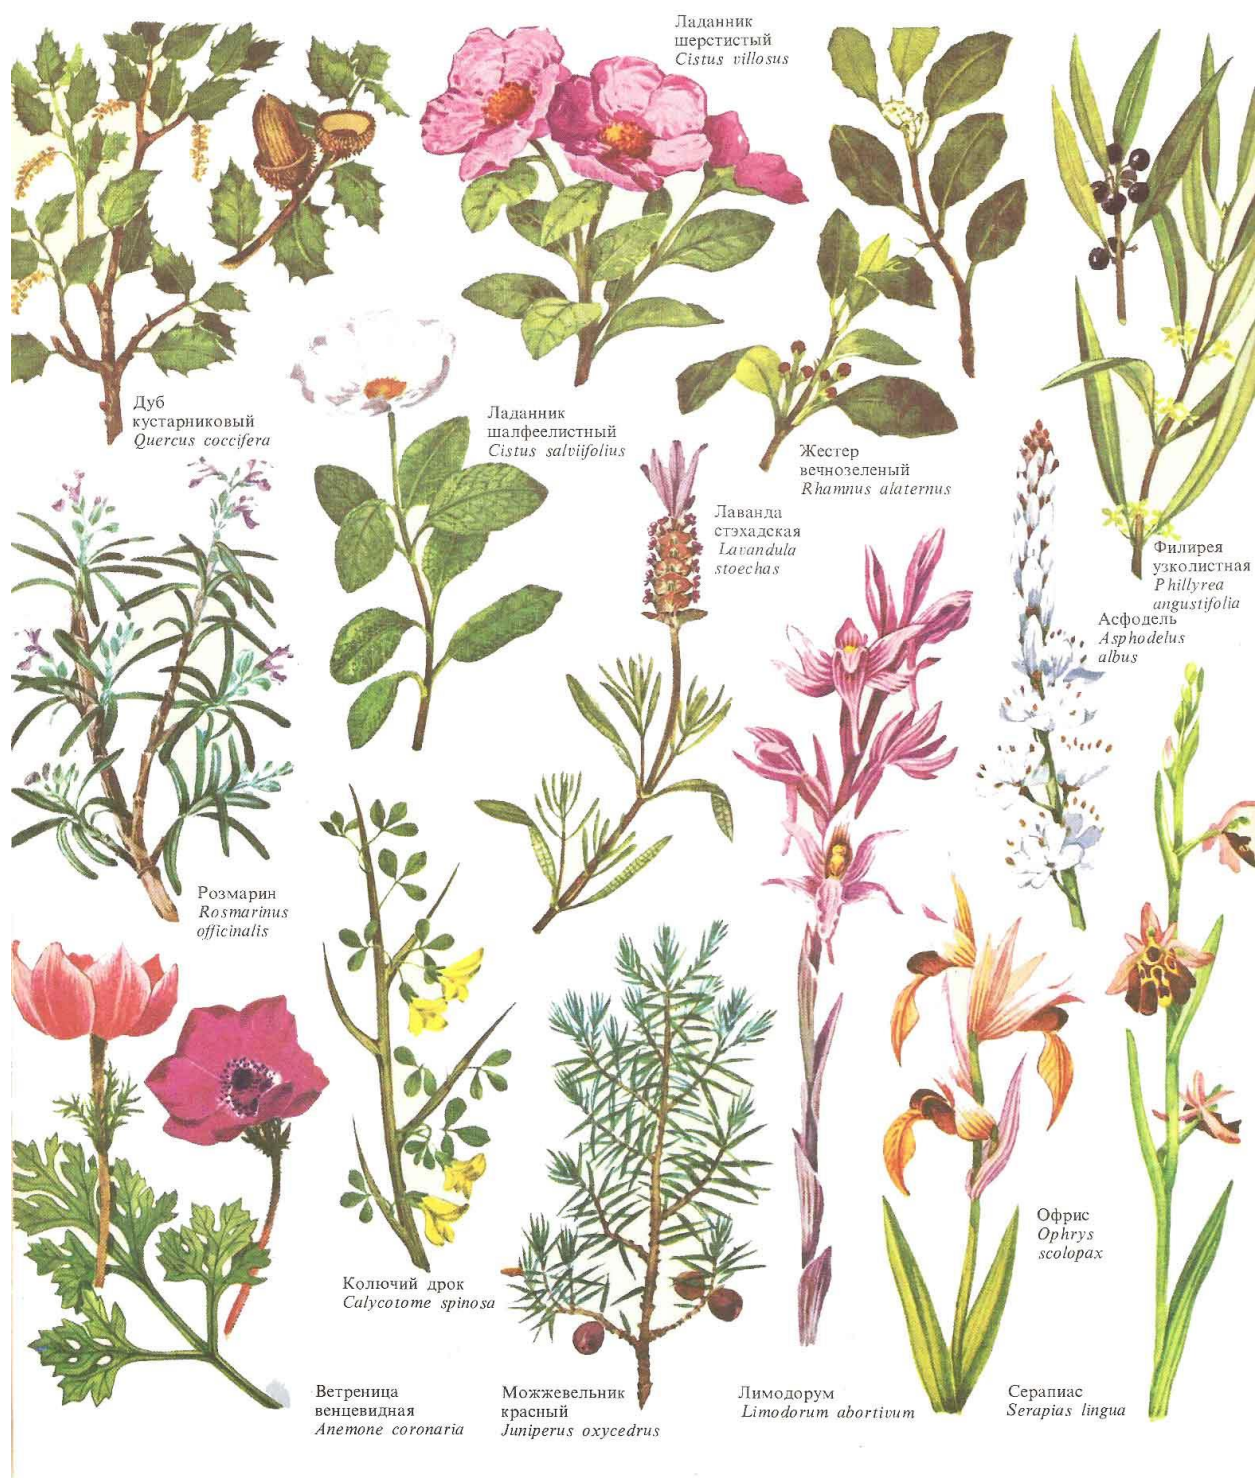 Ладанник
шерстистый
Cistus villosus
Дуб
кустарниковый
Quercus coccifera
Ладанник
шалфеелистный
Cistus salviifolius
Жестер
вечнозеленый
Rhamnus alaternus
Лаванда
стэхадская
Lavandula
stoechas
Филирея
узколистная
Phillyrea
angustifolia
Асфодель
Asphodelus
albus
Розмарин
Rosmarinus
officinalis
Офрис
Ophrys
scolopax
Колючий дрок
Calycotome spinosa
Ветреница
венцевидная
Anemone coronaria
Можжевельник
красный
Juniperus oxycedrus
Лимодорум
Limodorum abortivum
Серапиас
Serapias lingua